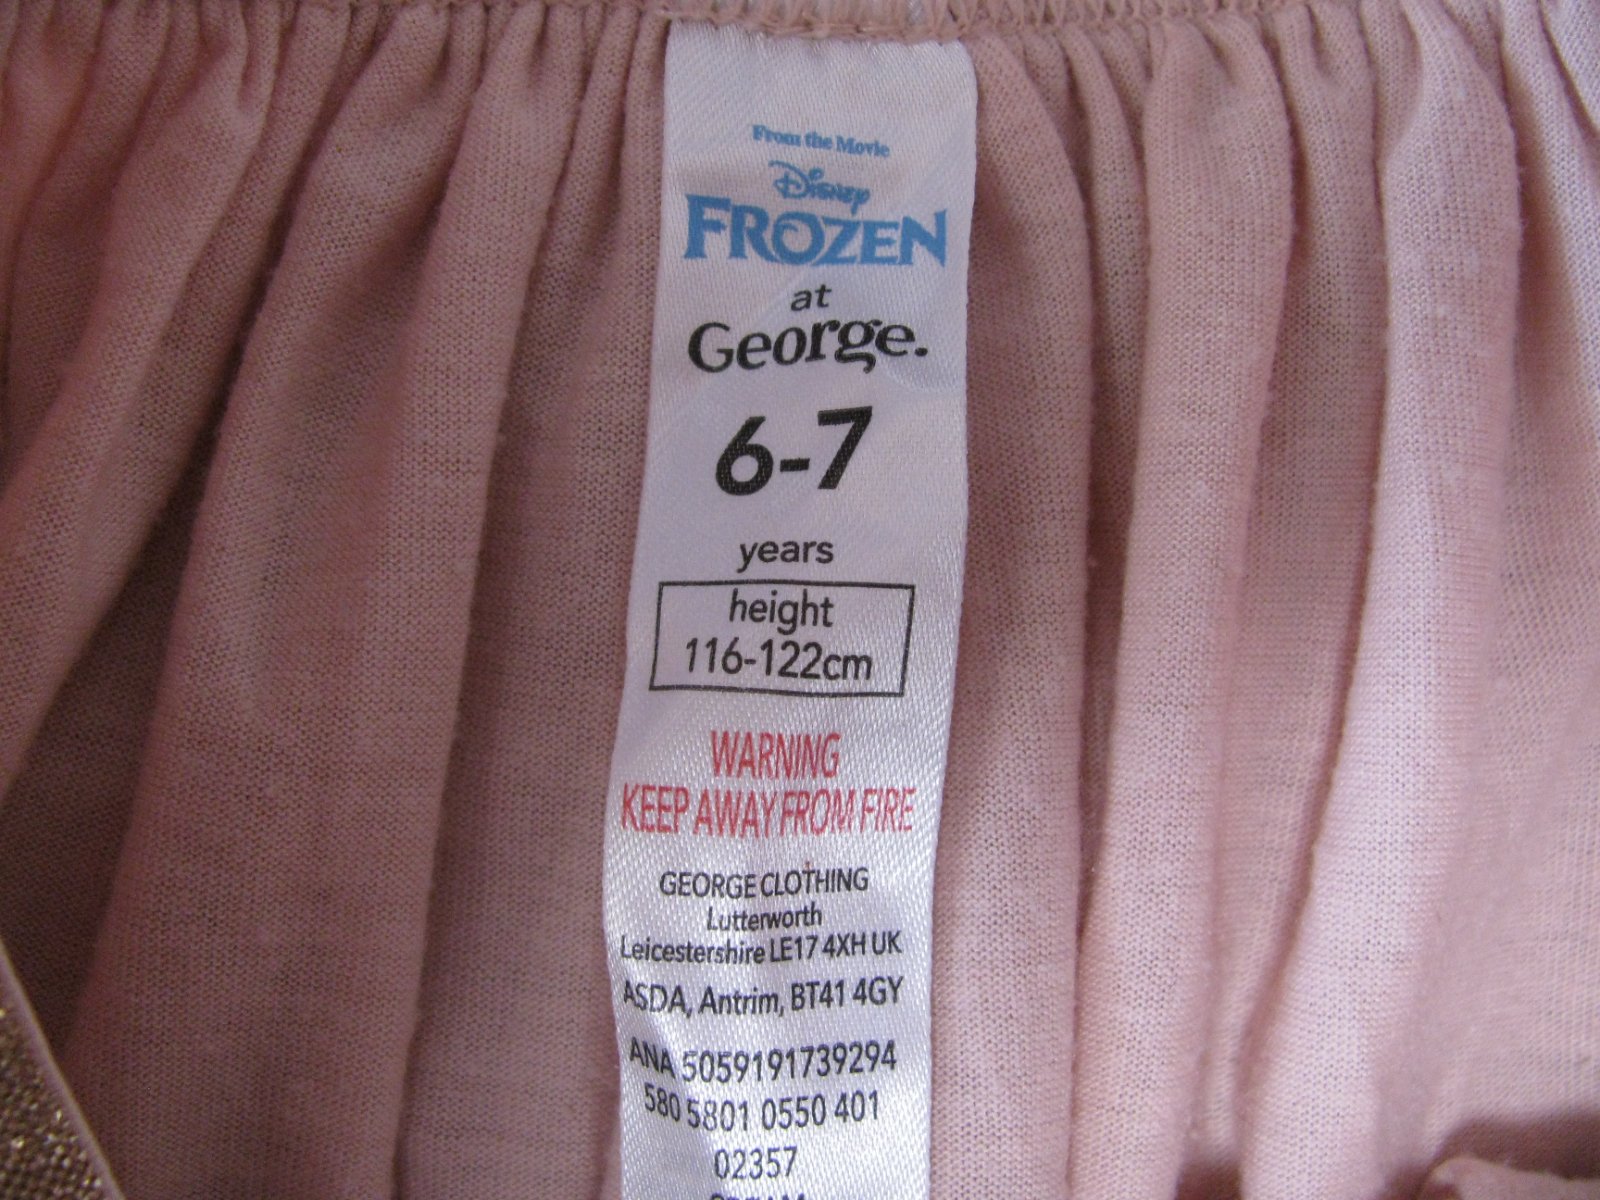 From the Movie
Disney
FROZEN
at
George.
6-7
years
height
116-122cm
WARNING
KEEP AWAY FROM FIRE
GEORGE CLOTHING
Lutterworth
Leicestershire LE17 4XH UK
ASDA, Antrim, BT41 4GY
ANA 5059191739294
580 5801 0550 401
02357